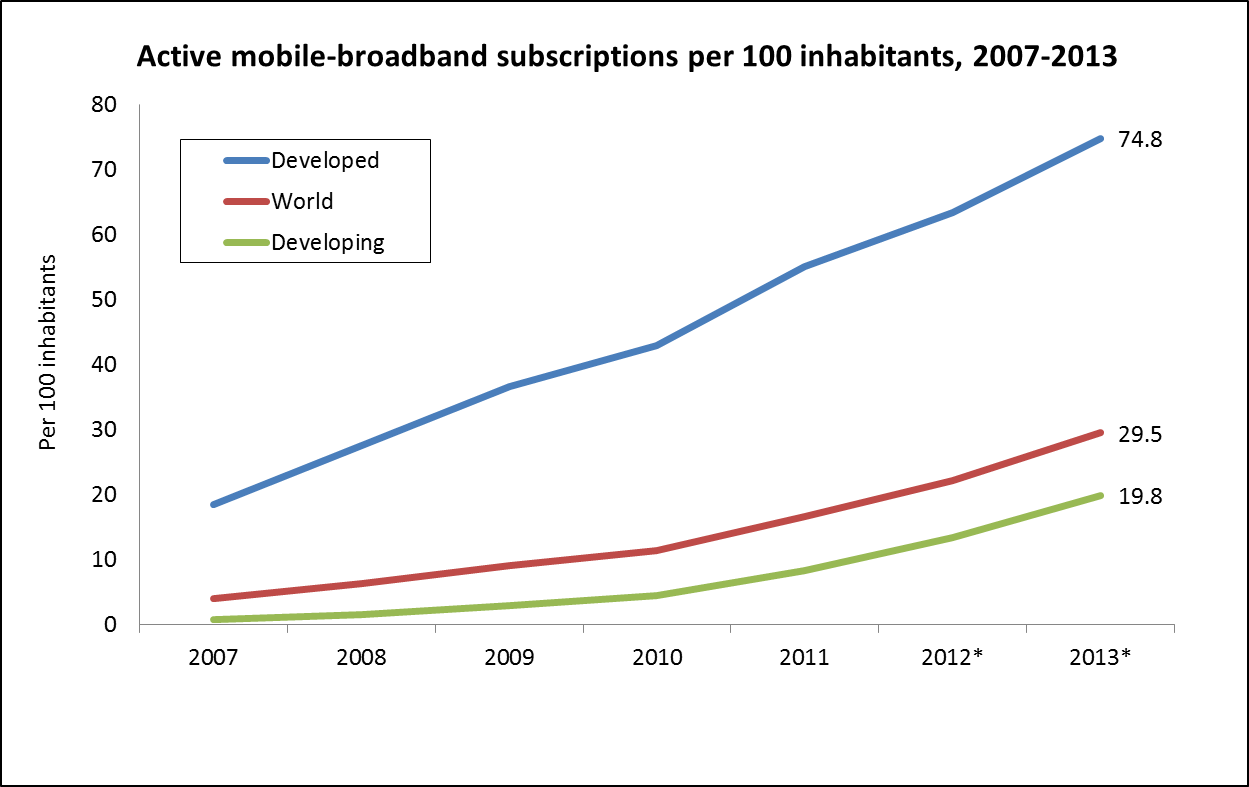 Active mobile-broadband subscriptions per 100 inhabitants, 2007-2013
80
70
60
50
40
30
20
10
0
Per 100 inhabitants
Developed
World
Developing
74.8
29.5
19.8
2007 2008 2009 2010 2011 2012* 2013*